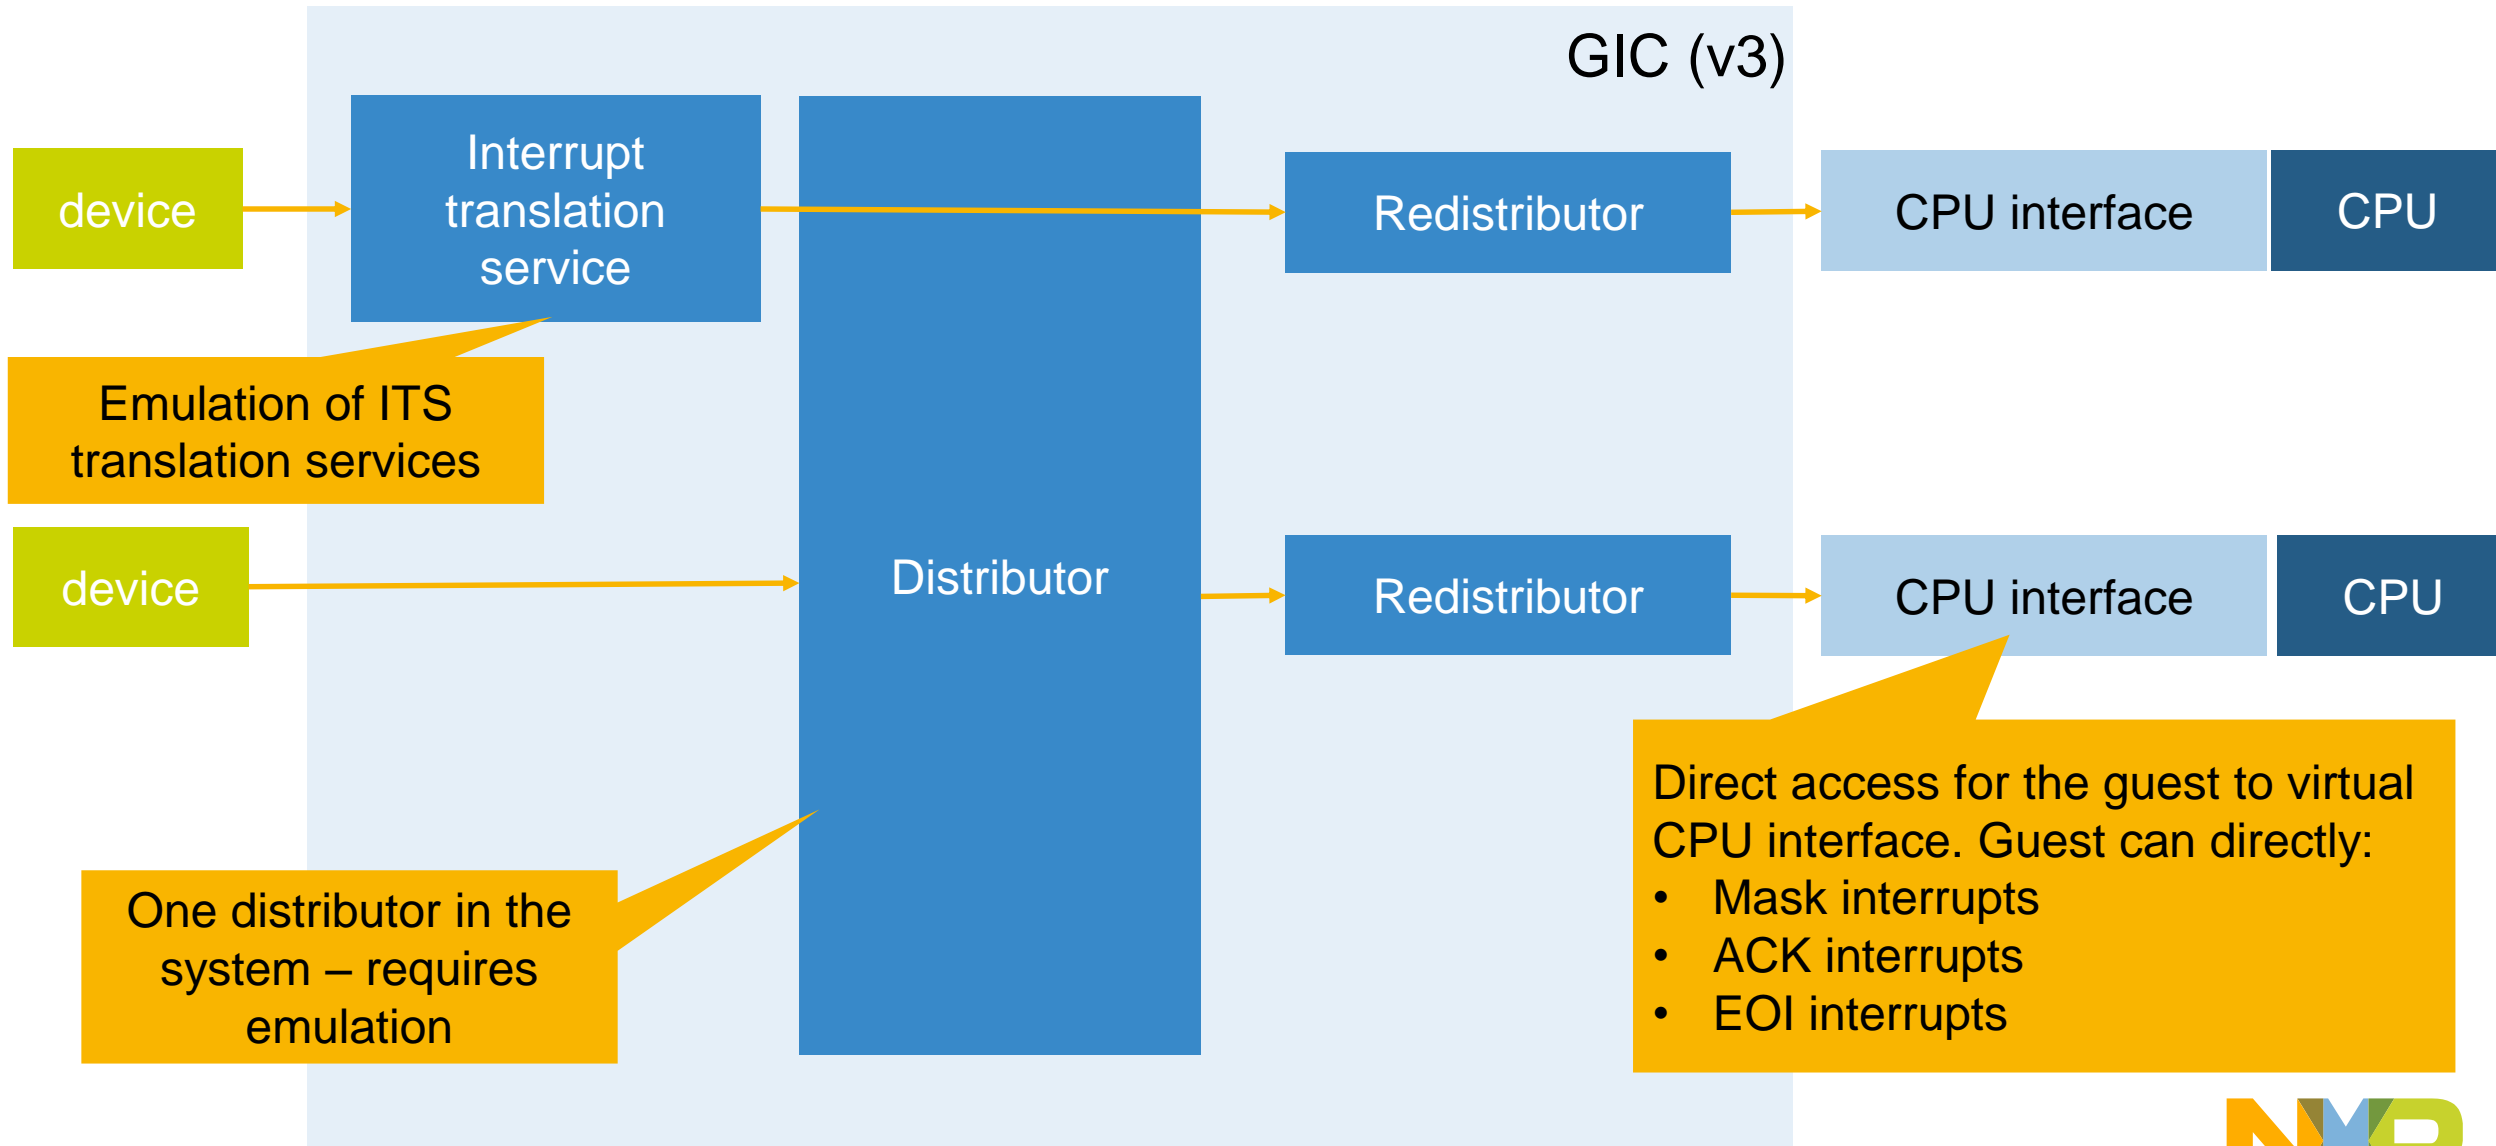 GIC (v3)
Interrupt
translation
service
device
Redistributor
CPU interface
CPU
Emulation of ITS
translation services
device
Distributor
Redistributor
CPU interface
CPU
One distributor in the
system – requires
emulation
Direct access for the guest to virtual
CPU interface. Guest can directly:
• Mask interrupts
• ACK interrupts
• EOI interrupts